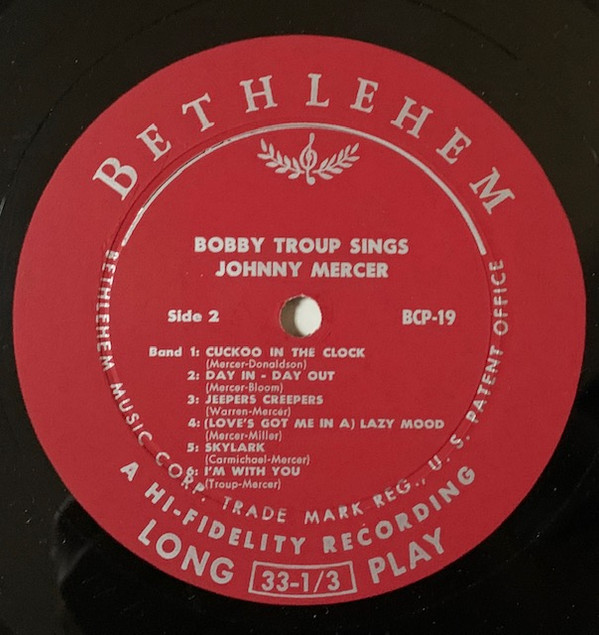 BETHLEHEM
BOBBY TROUP SINGS
JOHNNY MERCER
Side 2
BCP-19
Band 1: CUCKOO IN THE CLOCK
(Mercer-Donaldson)
2: DAY IN - DAY OUT
(Mercer-Bloom)
3: JEEPERS CREEPERS
(Warren-Mercer)
4: (LOVE'S GOT ME IN A) LAZY MOOD
(Mercer-Miller)
5: SKYLARK
(Carmichael-Mercer)
6: I'M WITH YOU
(Troup-Mercer)
BETHLEHEM MUSIC CORP. TRADE MARK REG., U. S. PATENT OFFICE
A HI-FIDELITY RECORDING
LONG 33-1/3 PLAY